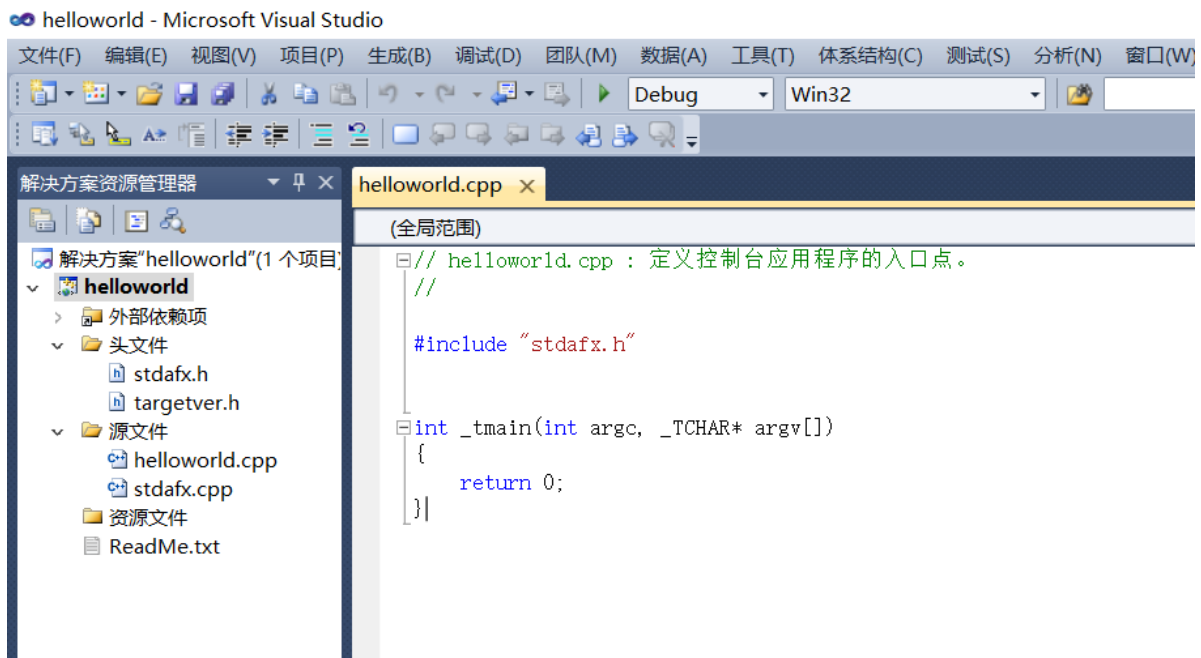 helloworld - Microsoft Visual Studio
文件(F) 编辑(E) 视图(V) 项目(P) 生成(B) 调试(D) 团队(M) 数据(A) 工具(T) 体系结构(C) 测试(S) 分析(N) 窗口(W)
Debug Win32
解决方案资源管理器
helloworld.cpp
(全局范围)
解决方案"helloworld"(1 个项目)
helloworld
外部依赖项
头文件
stdafx.h
targetver.h
源文件
helloworld.cpp
stdafx.cpp
资源文件
ReadMe.txt
// helloworld.cpp : 定义控制台应用程序的入口点。
//
#include "stdafx.h"
int _tmain(int argc, _TCHAR* argv[])
{
return 0;
}